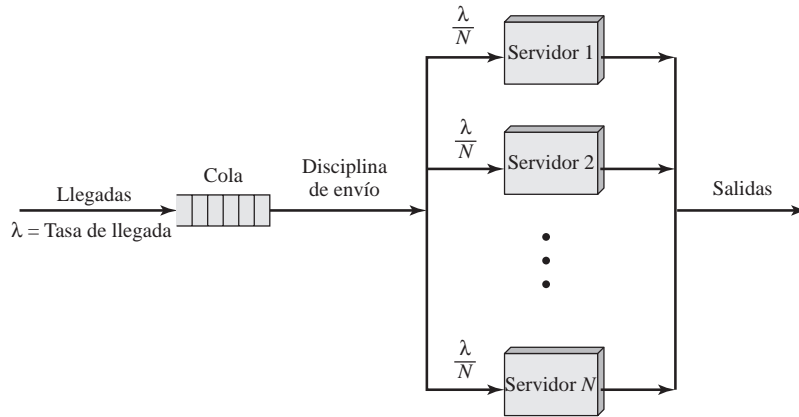 Llegadas
λ = Tasa de llegada
Cola
Disciplina
de envío
λ
N
Servidor 1
λ
N
Servidor 2
λ
N
Servidor N
Salidas